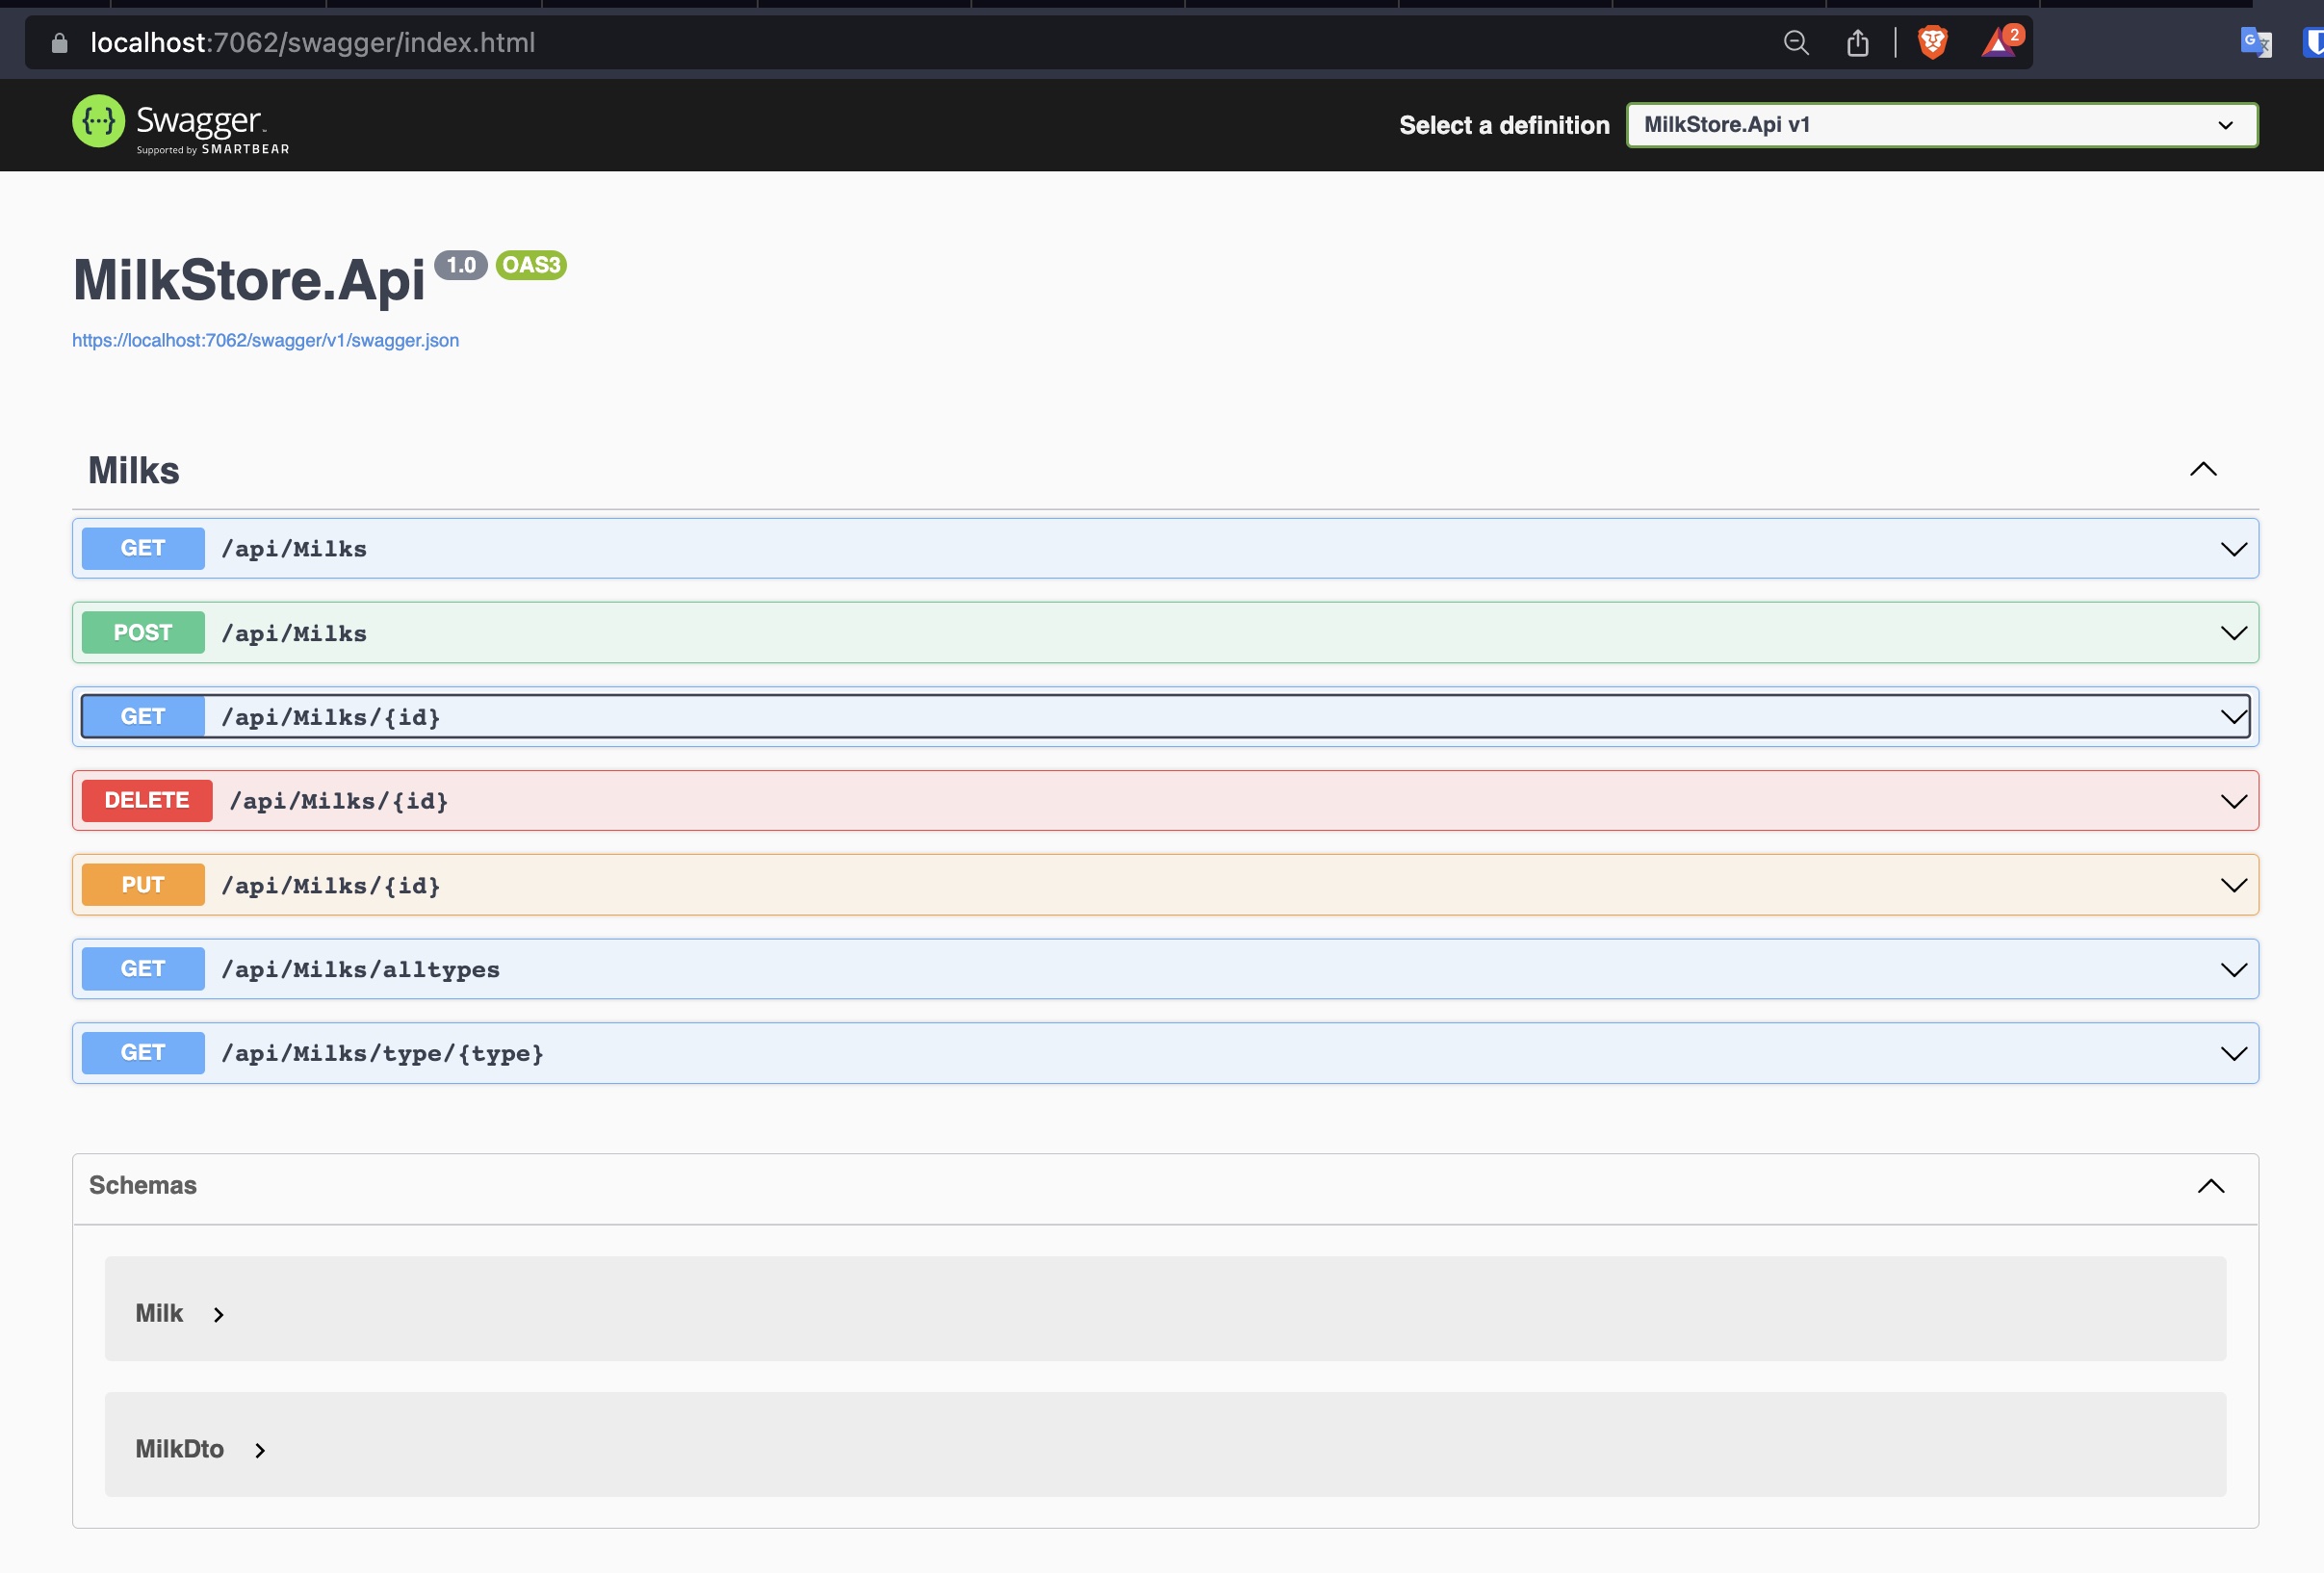 localhost:7062/swagger/index.html
2
G
{...} Swagger.
Supported by SMARTBEAR
Select a definition
MilkStore.Api v1
MilkStore.Api 1.0 OAS3
https://localhost:7062/swagger/v1/swagger.json
Milks
GET /api/Milks
POST /api/Milks
GET /api/Milks/{id}
DELETE /api/Milks/{id}
PUT /api/Milks/{id}
GET /api/Milks/alltypes
GET /api/Milks/type/{type}
Schemas
Milk
MilkDto